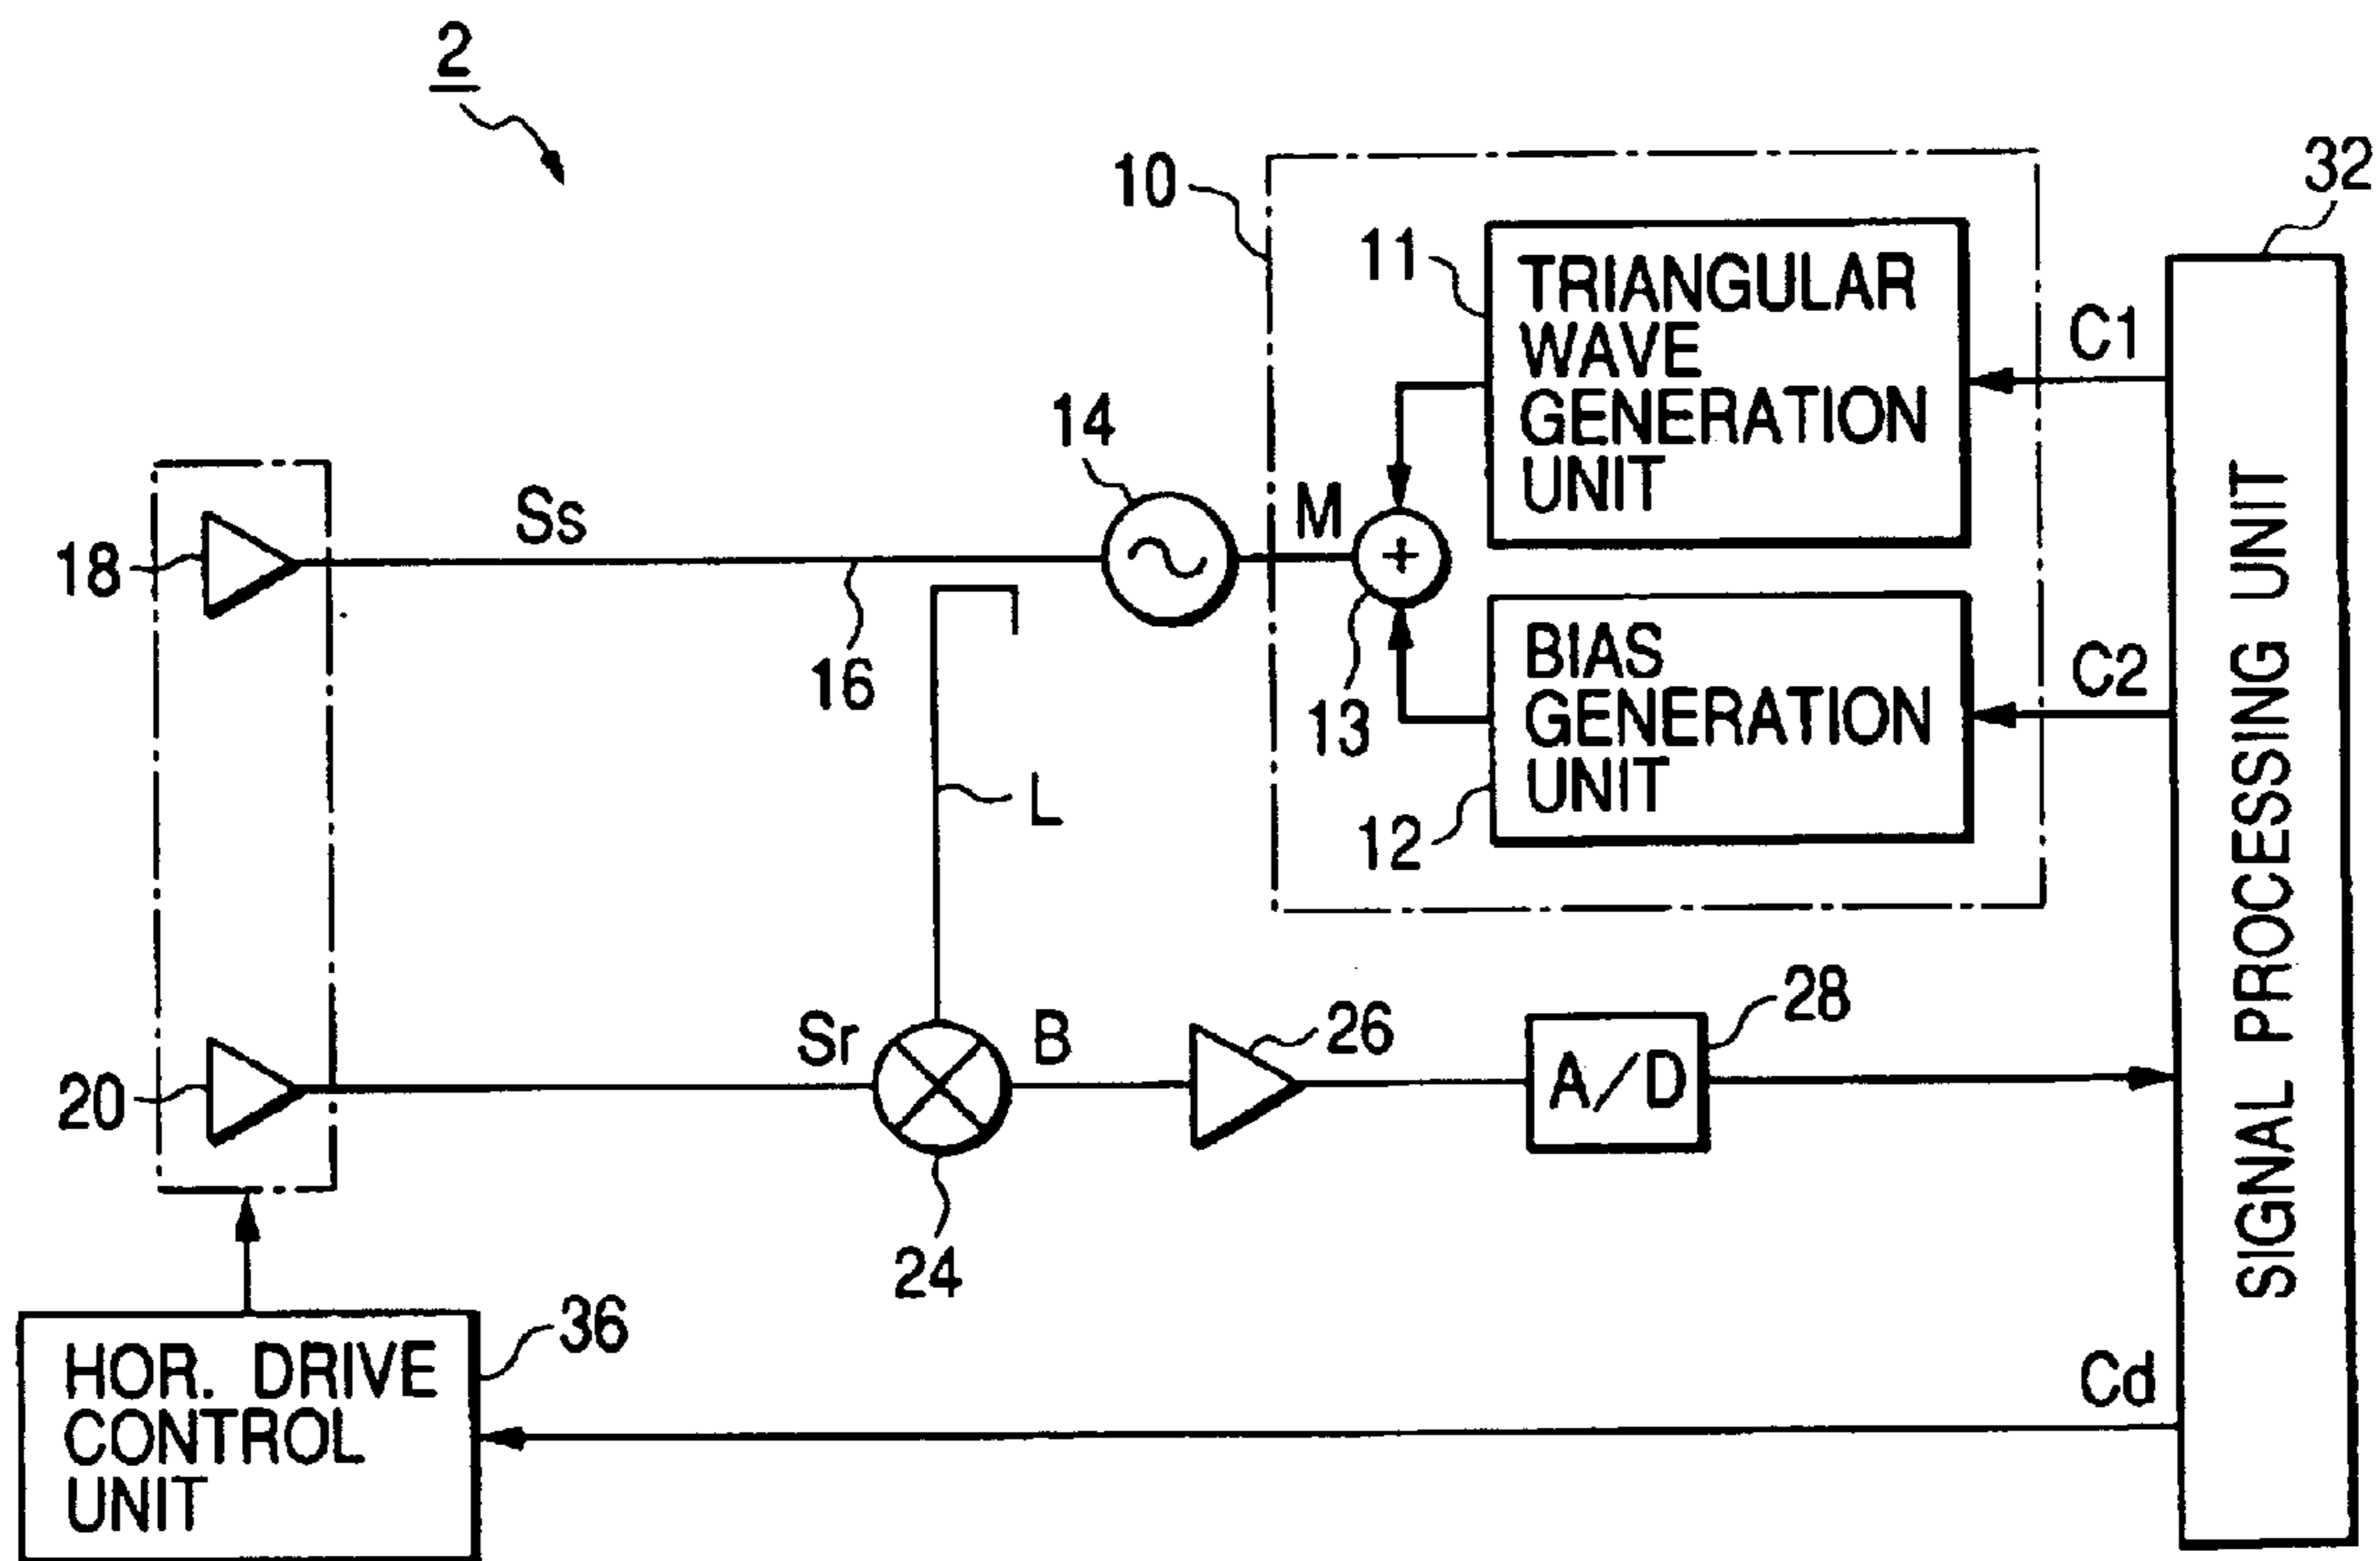 2
10
32
11
TRIANGULAR
WAVE
GENERATION
UNIT
C1
14
Ss
M
+
18
16
13
BIAS
GENERATION
UNIT
C2
12
L
SIGNAL PROCESSING UNIT
Sr
B
26
28
A/D
20
24
36
HOR. DRIVE
CONTROL
UNIT
Cd